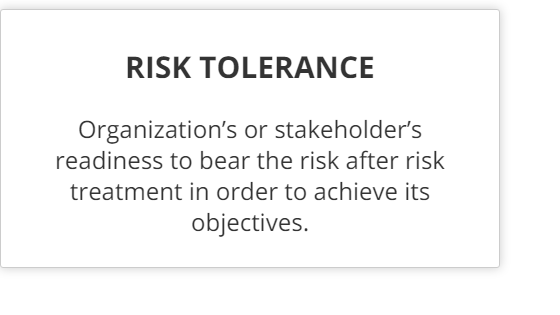 RISK TOLERANCE
Organization’s or stakeholder’s
readiness to bear the risk after risk
treatment in order to achieve its
objectives.